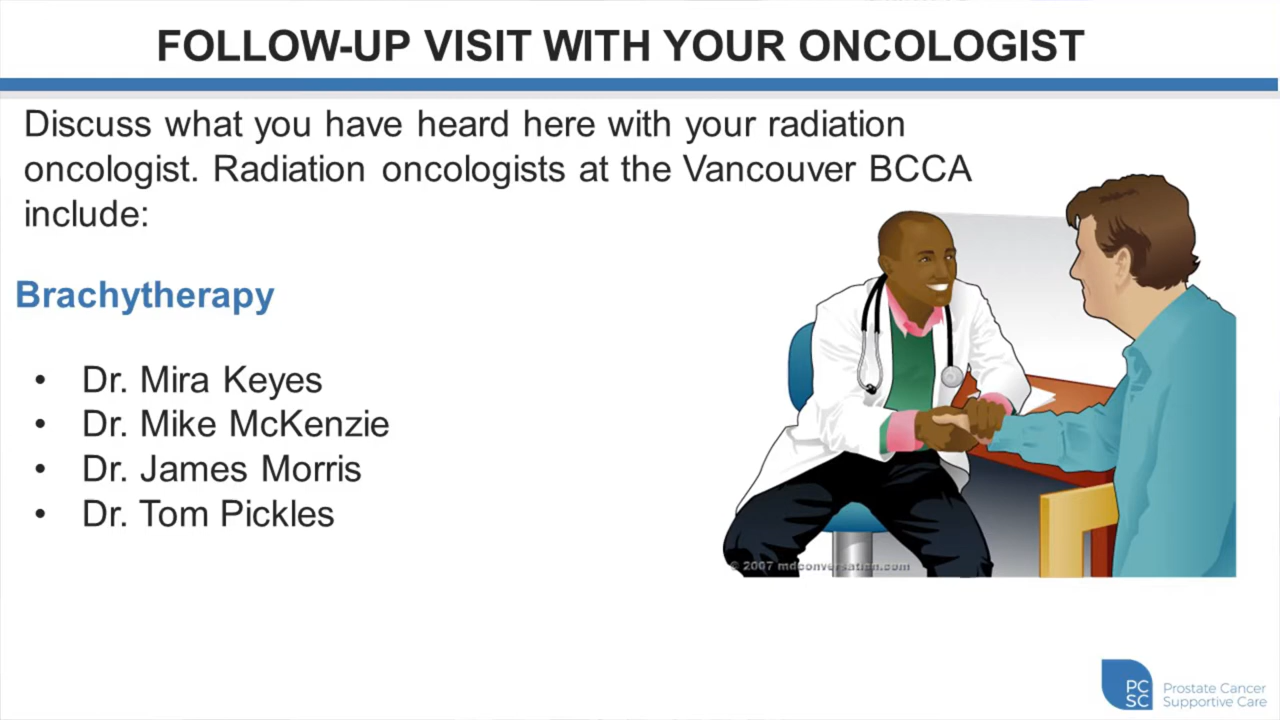 FOLLOW-UP VISIT WITH YOUR ONCOLOGIST
Discuss what you have heard here with your radiation
oncologist. Radiation oncologists at the Vancouver BCCA
include:
Brachytherapy
• Dr. Mira Keyes
• Dr. Mike McKenzie
• Dr. James Morris
• Dr. Tom Pickles
© 2007 mdconversation.com
PC
SC
Prostate Cancer
Supportive Care